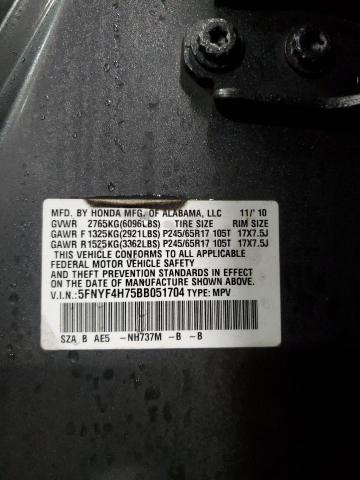 MFD. BY HONDA MFG. OF ALABAMA, LLC 11/'10
GVWR 2765KG(6096LBS) TIRE SIZE RIM SIZE
GAWR F 1325KG(2921LBS) P245/65R17 105T 17X7.5J
GAWR R 1525KG(3362LBS) P245/65R17 105T 17X7.5J
THIS VEHICLE CONFORMS TO ALL APPLICABLE
FEDERAL MOTOR VEHICLE SAFETY
AND THEFT PREVENTION STANDARDS IN EFFECT
ON THE DATE OF MANUFACTURE SHOWN ABOVE.
V.I.N.: 5FNYF4H75BB051704 TYPE: MPV
SZA B AE5 -NH737M -B -B